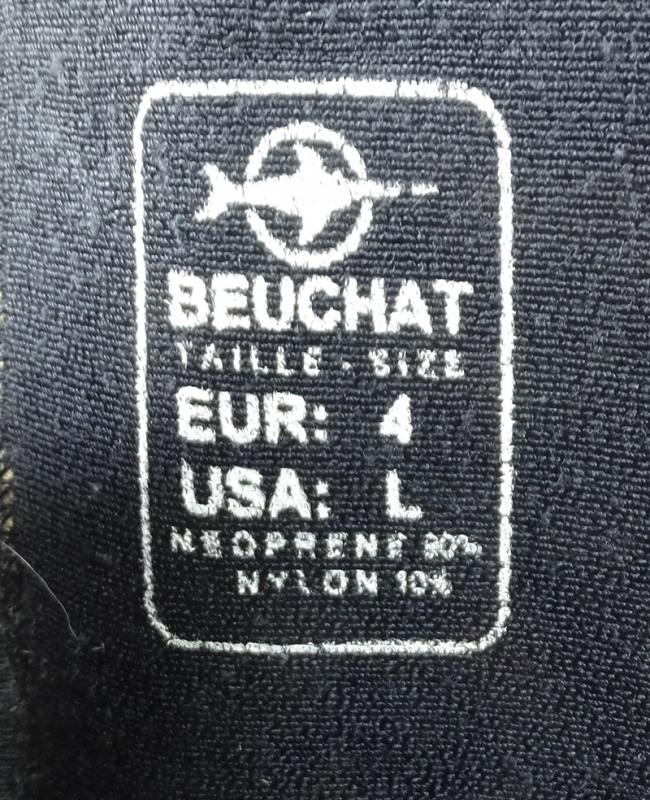 BEUCHAT
TAILLE - SIZE
EUR: 4
USA: L
NEOPRENE 90%
NYLON 10%